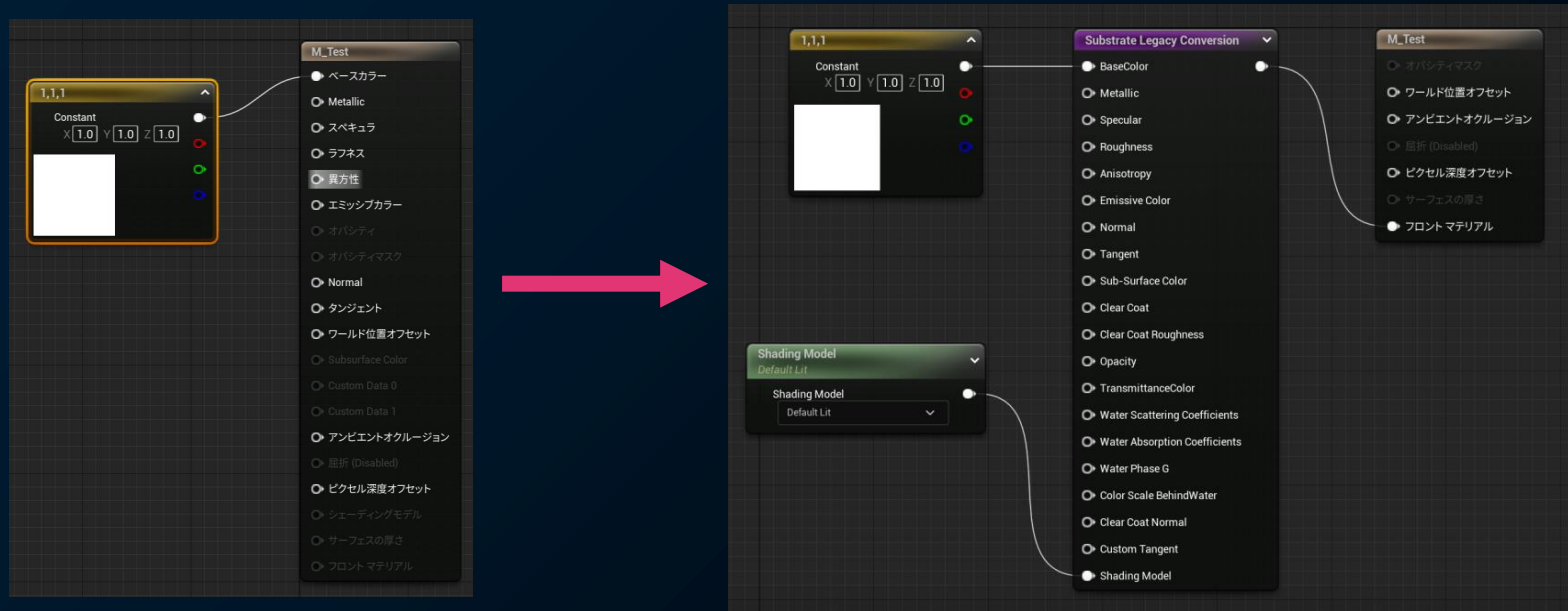 1,1,1
Constant
X 1.0 Y 1.0 Z 1.0
M_Test
ベースカラー
Metallic
スペキュラ
ラフネス
異方性
エミッシブカラー
オパシティ
オパシティマスク
Normal
タンジェント
ワールド位置オフセット
Subsurface Color
Custom Data 0
Custom Data 1
アンビエントオクルージョン
屈折 (Disabled)
ピクセル深度オフセット
シェーディングモデル
サーフェスの厚さ
フロント マテリアル
1,1,1
Constant
X 1.0 Y 1.0 Z 1.0
Shading Model
Default Lit
Shading Model
Default Lit
Substrate Legacy Conversion
BaseColor
Metallic
Specular
Roughness
Anisotropy
Emissive Color
Normal
Tangent
Sub-Surface Color
Clear Coat
Clear Coat Roughness
Opacity
TransmittanceColor
Water Scattering Coefficients
Water Absorption Coefficients
Water Phase G
Color Scale BehindWater
Clear Coat Normal
Custom Tangent
Shading Model
M_Test
オパシティマスク
ワールド位置オフセット
アンビエントオクルージョン
屈折 (Disabled)
ピクセル深度オフセット
サーフェスの厚さ
フロント マテリアル